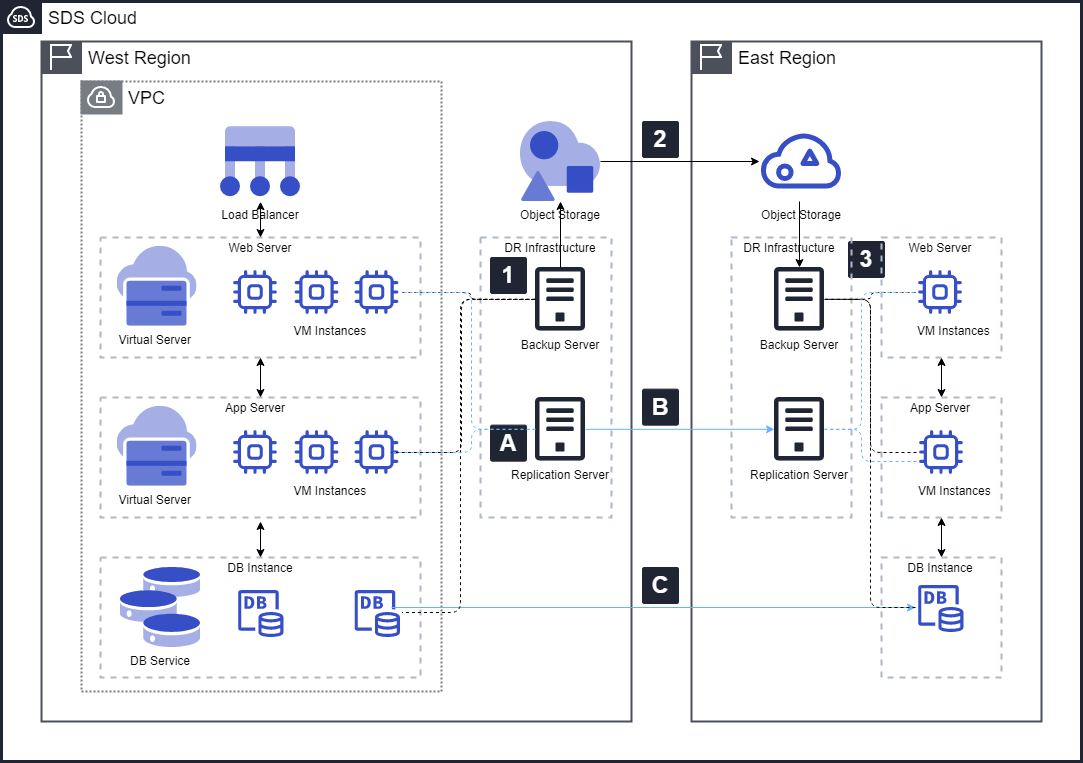 SDS
SDS Cloud
West Region
East Region
VPC
2
Load Balancer
Object Storage
Object Storage
Web Server
DR Infrastructure
DR Infrastructure
Web Server
3
1
Virtual Server
VM Instances
Backup Server
Backup Server
VM Instances
App Server
B
App Server
A
Virtual Server
VM Instances
Replication Server
Replication Server
VM Instances
DB Instance
C
DB Instance
DB
DB
DB
DB Service